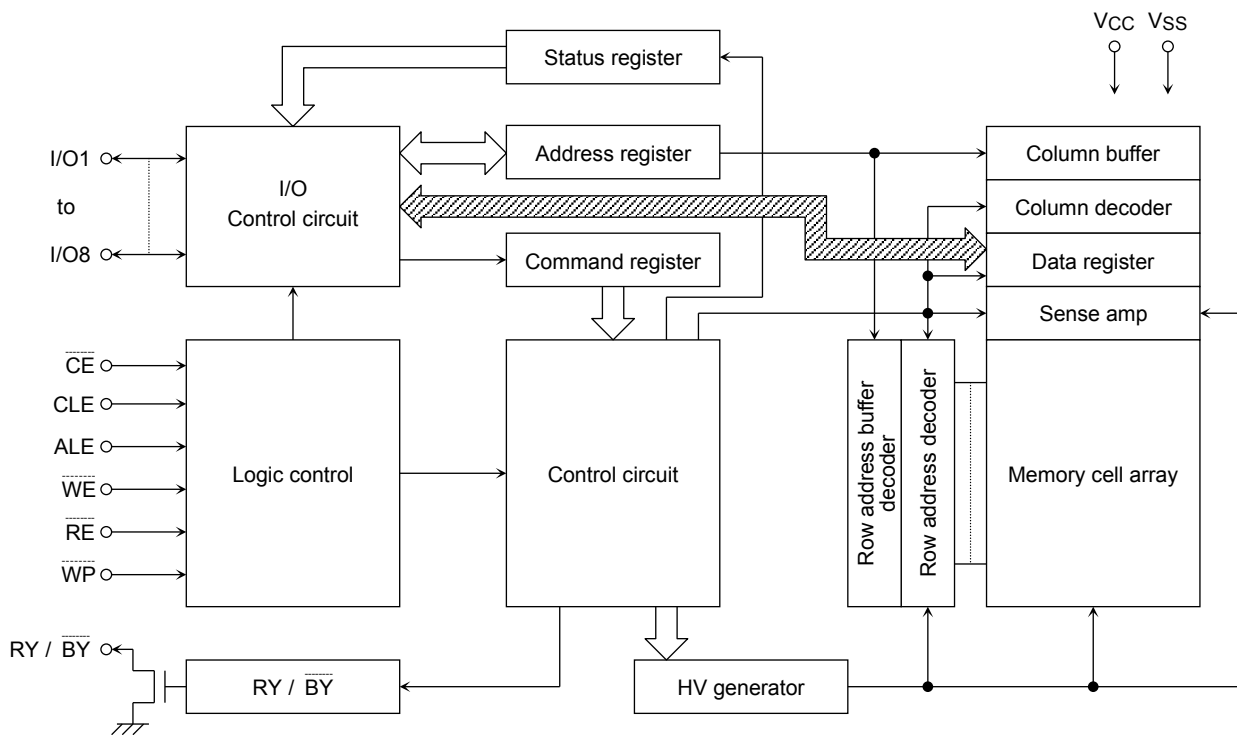 VCC VSS
Status register
I/O1
to
I/O8
I/O
Control circuit
Address register
Command register
Column buffer
Column decoder
Data register
Sense amp
CE
CLE
ALE
WE
RE
WP
Logic control
Control circuit
Row address buffer
decoder
Row address decoder
Memory cell array
RY / BY
RY / BY
HV generator